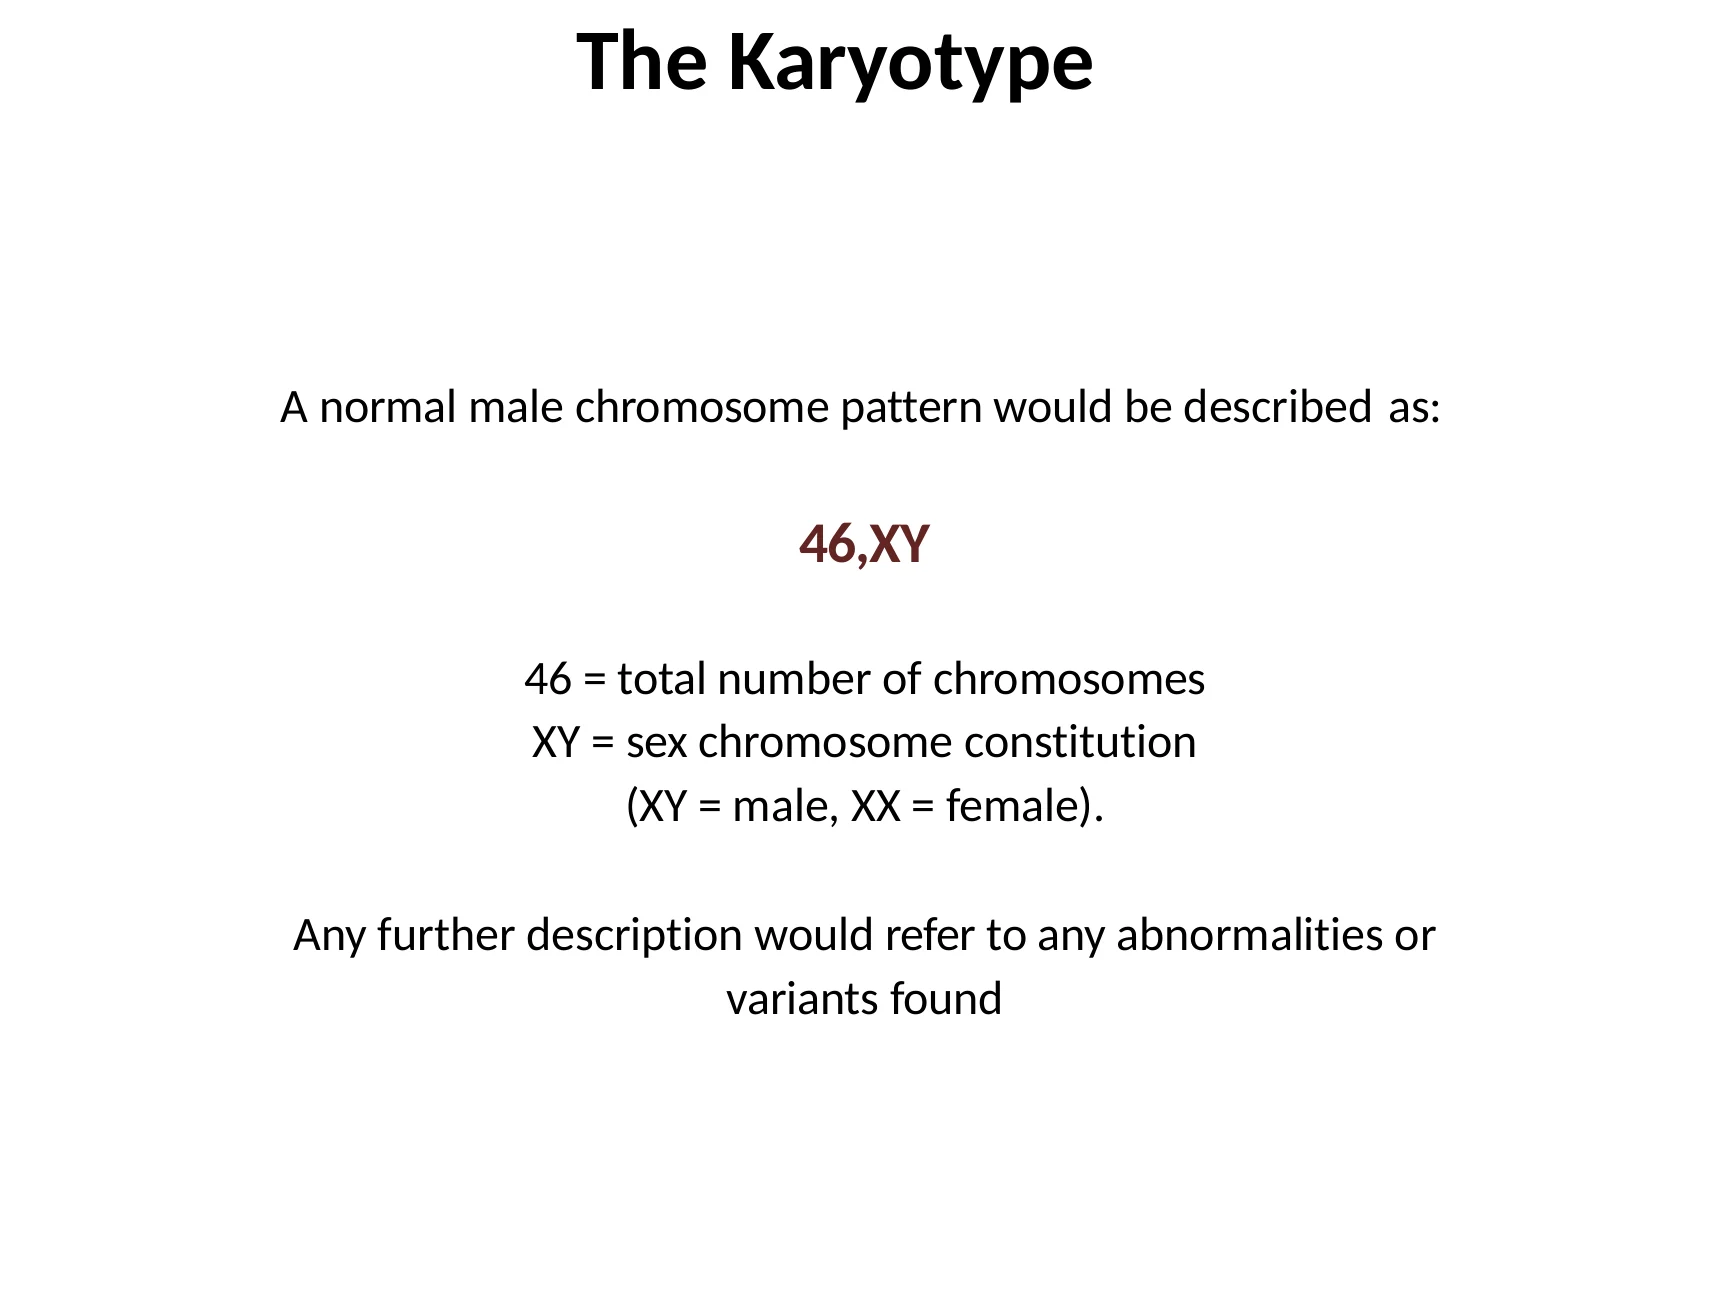 The Karyotype
A normal male chromosome pattern would be described as:
46,XY
46 = total number of chromosomes
XY = sex chromosome constitution
(XY = male, XX = female).
Any further description would refer to any abnormalities or
variants found